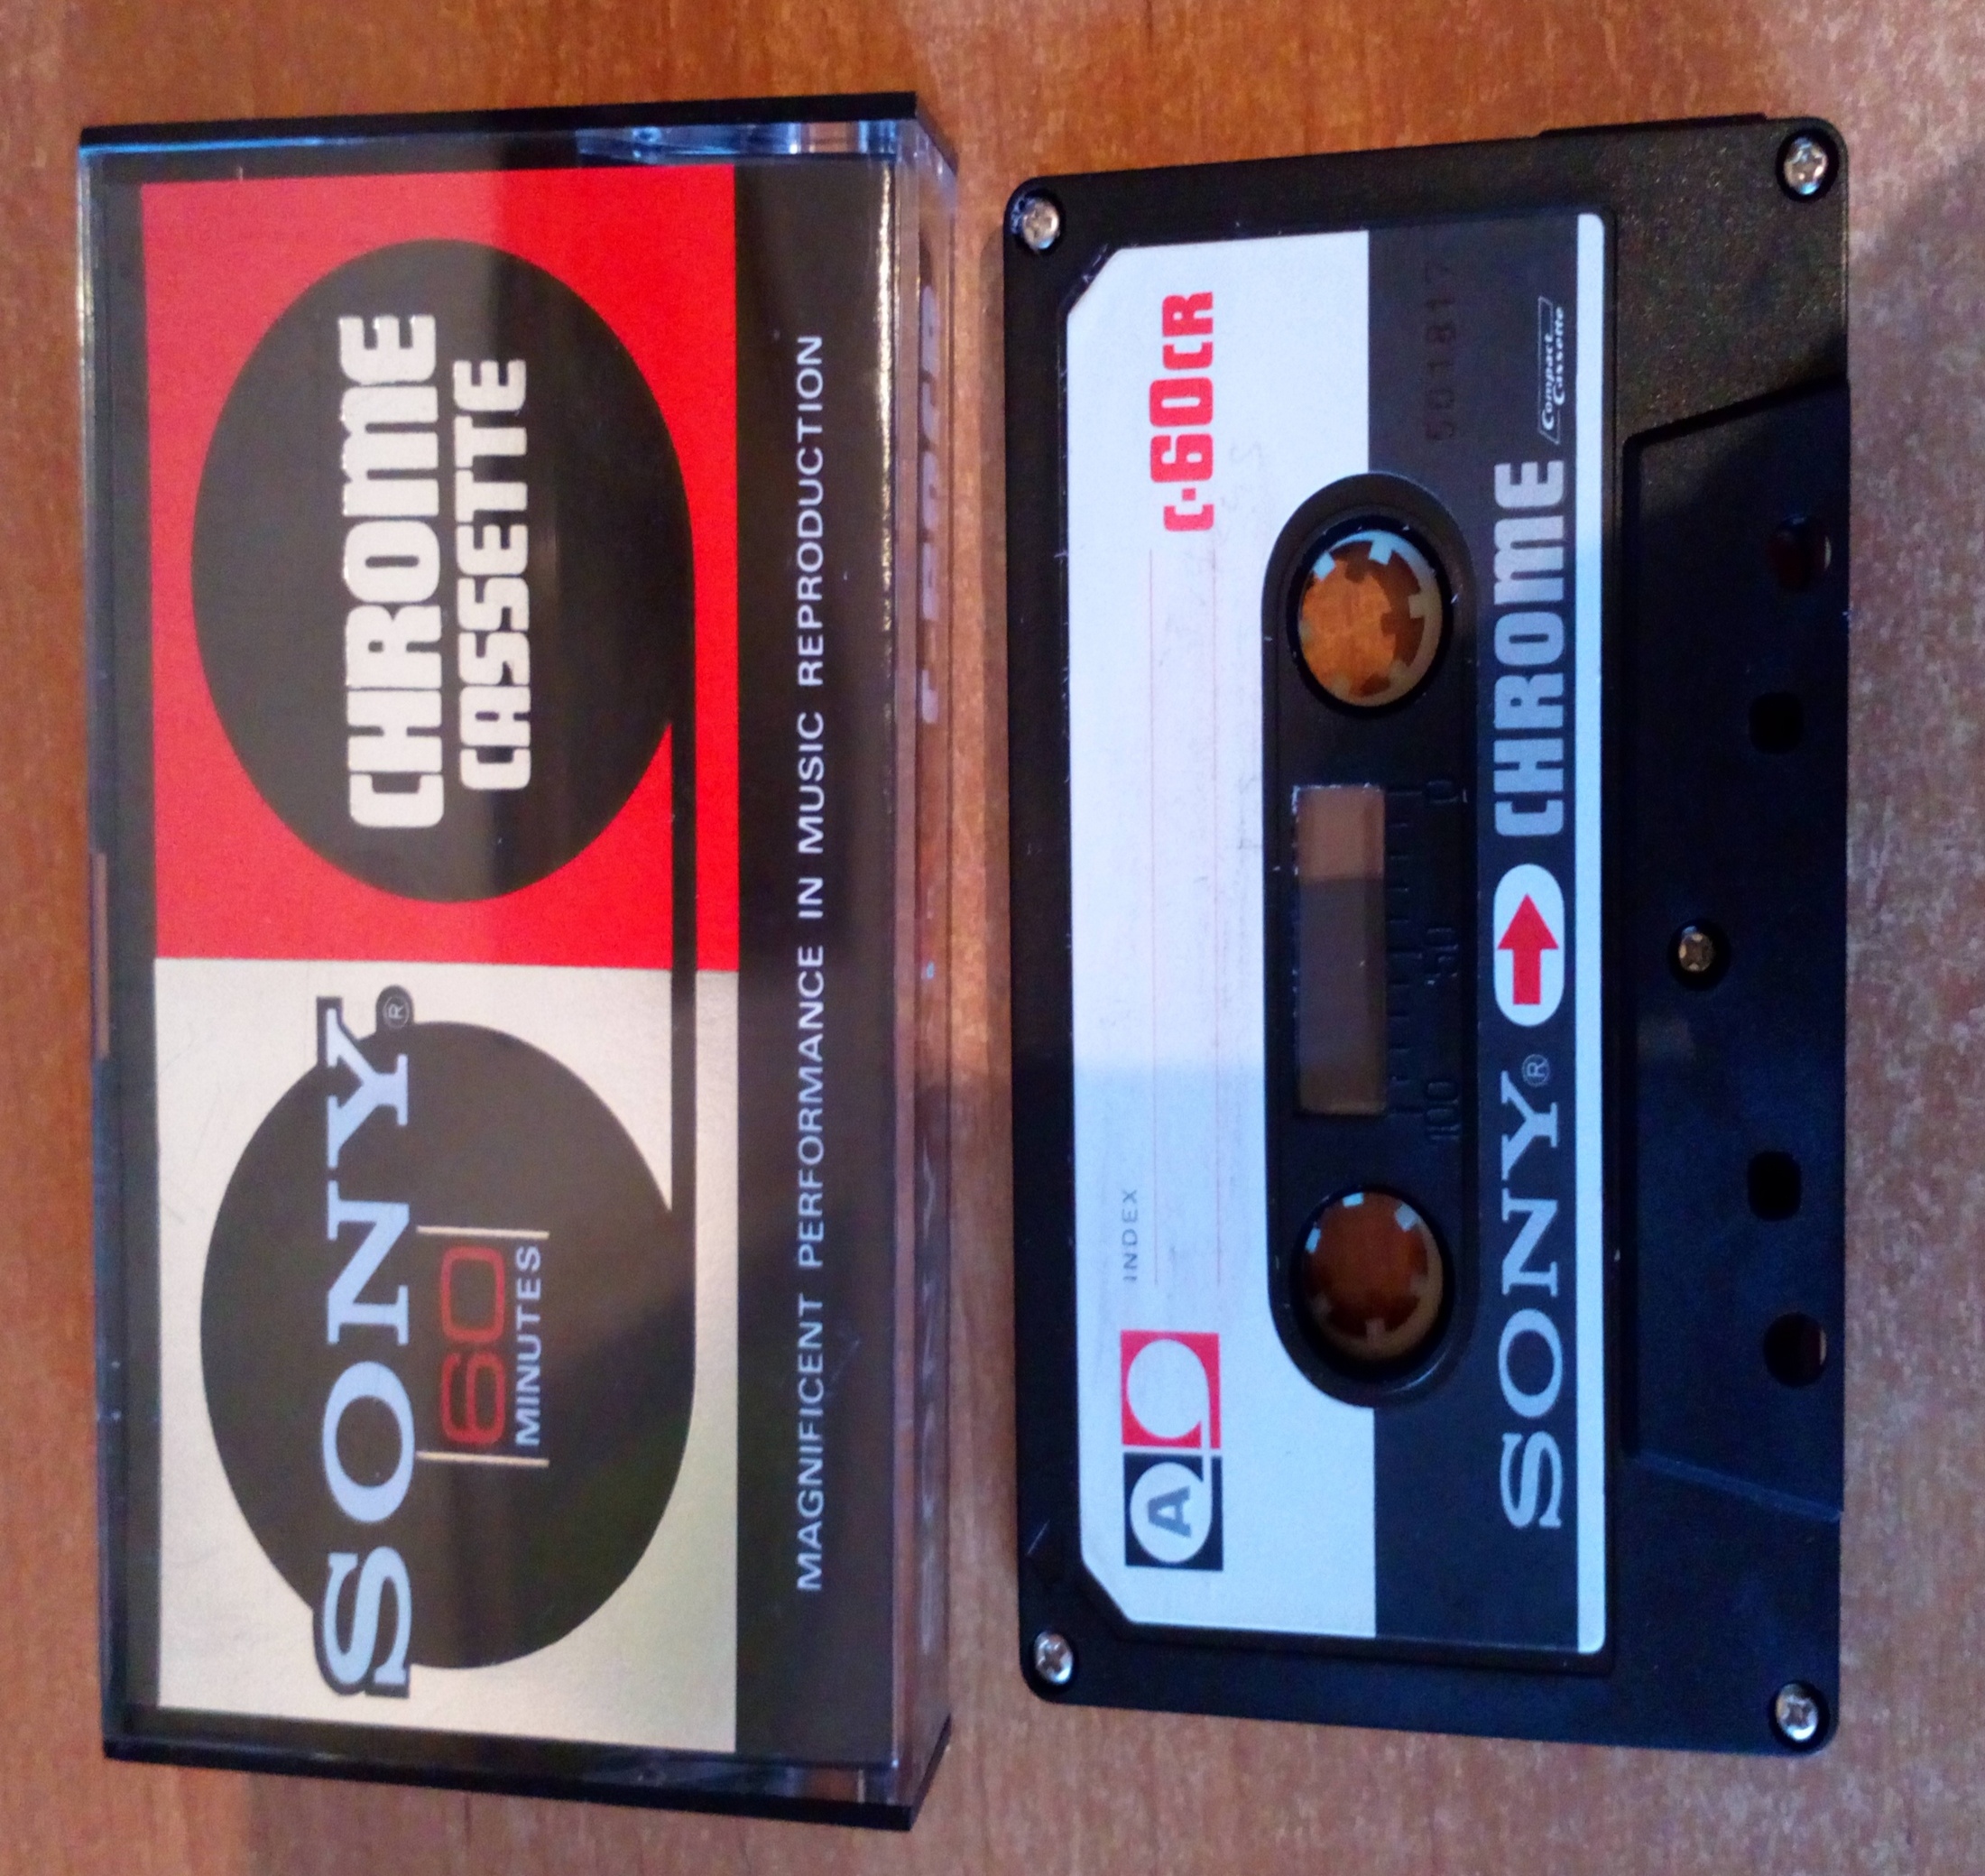 SONY®
60
MINUTES
CHROME
CASSETTE
MAGNIFICENT PERFORMANCE IN MUSIC REPRODUCTION
A
INDEX
C-60CR
100 50 0
501817
SONY® CHROME
Compact
Cassette